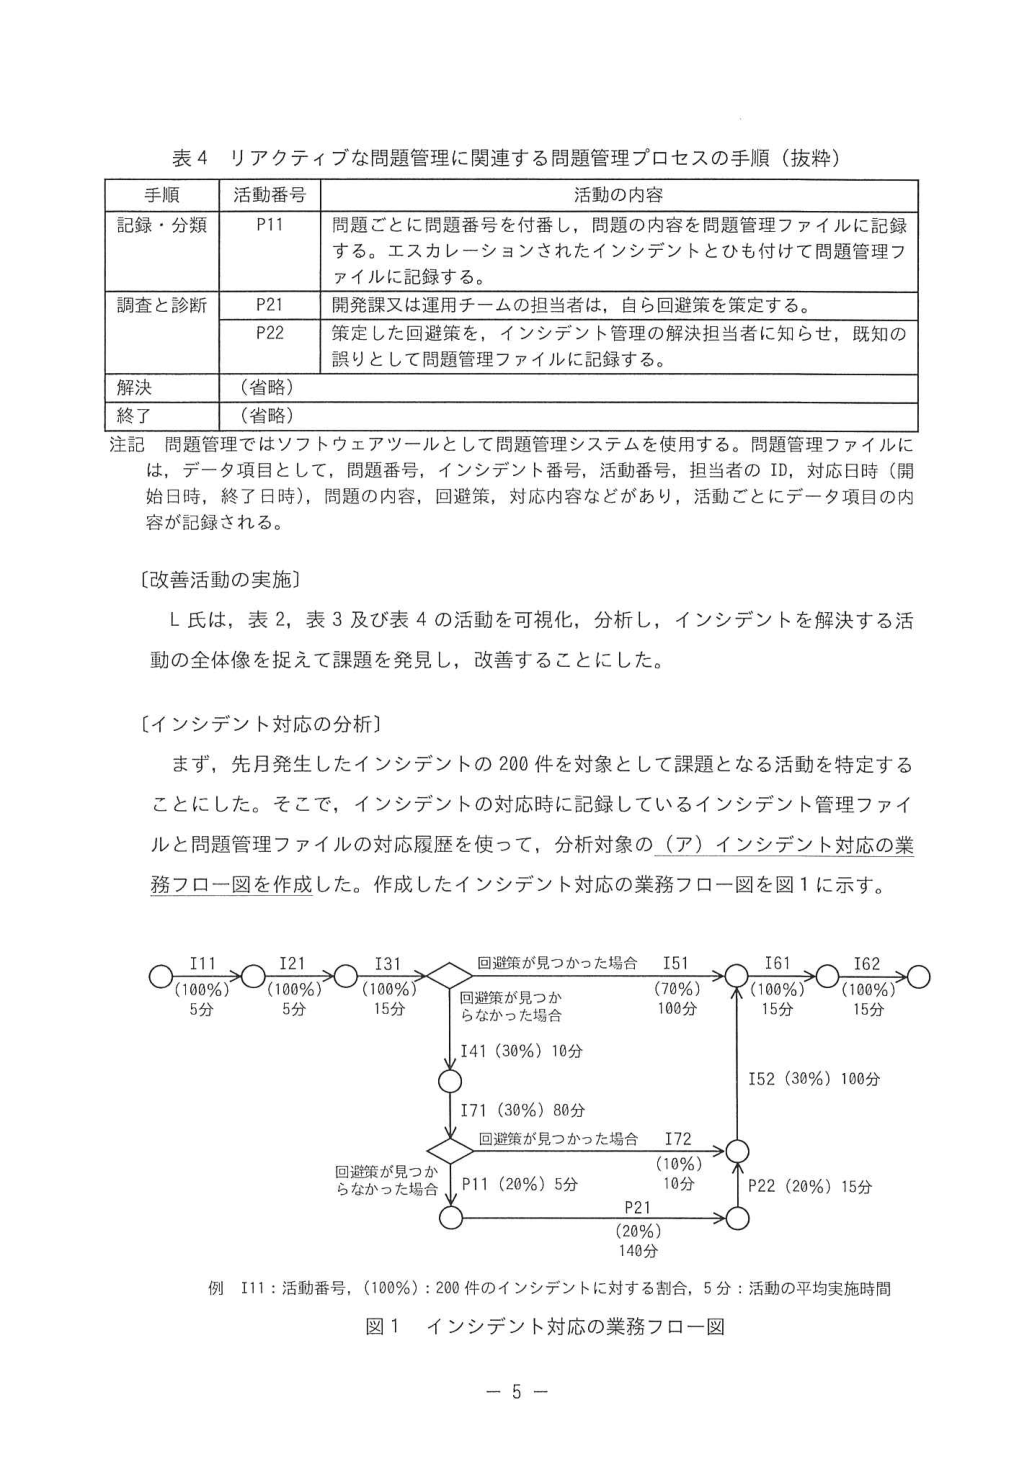 表4 リアクティブな問題管理に関連する問題管理プロセスの手順（抜粋）
手順 活動番号 活動の内容
記録・分類 P11 問題ごとに問題番号を付番し，問題の内容を問題管理ファイルに記録
する。エスカレーションされたインシデントとひも付けて問題管理フ
ァイルに記録する。
調査と診断 P21 開発課又は運用チームの担当者は，自ら回避策を策定する。
P22 策定した回避策を，インシデント管理の解決担当者に知らせ，既知の
誤りとして問題管理ファイルに記録する。
解決 （省略）
終了 （省略）
注記 問題管理ではソフトウェアツールとして問題管理システムを使用する。問題管理ファイルに
は，データ項目として，問題番号，インシデント番号，活動番号，担当者の ID，対応日時（開
始日時，終了日時），問題の内容，回避策，対応内容などがあり，活動ごとにデータ項目の内
容が記録される。
〔改善活動の実施〕
L 氏は，表 2，表 3 及び表 4 の活動を可視化，分析し，インシデントを解決する活
動の全体像を捉えて課題を発見し，改善することにした。
〔インシデント対応の分析〕
まず，先月発生したインシデントの 200 件を対象として課題となる活動を特定する
ことにした。そこで，インシデントの対応時に記録しているインシデント管理ファイ
ルと問題管理ファイルの対応履歴を使って，分析対象の（ア）インシデント対応の業
務フロー図を作成した。作成したインシデント対応の業務フロー図を図 1 に示す。
I11 I21 I31 回避策が見つかった場合 I51 I61 I62
(100%) (100%) (100%) (70%) (100%) (100%)
5分 5分 15分 100分 15分 15分
回避策が見つか
らなかった場合
I41 (30%) 10分
I52 (30%) 100分
I71 (30%) 80分
回避策が見つかった場合 I72
(10%)
10分
回避策が見つか
らなかった場合
P11 (20%) 5分
P22 (20%) 15分
P21
(20%)
140分
例 I11：活動番号，(100%)：200 件のインシデントに対する割合，5 分：活動の平均実施時間
図 1 インシデント対応の業務フロー図
― 5 ―